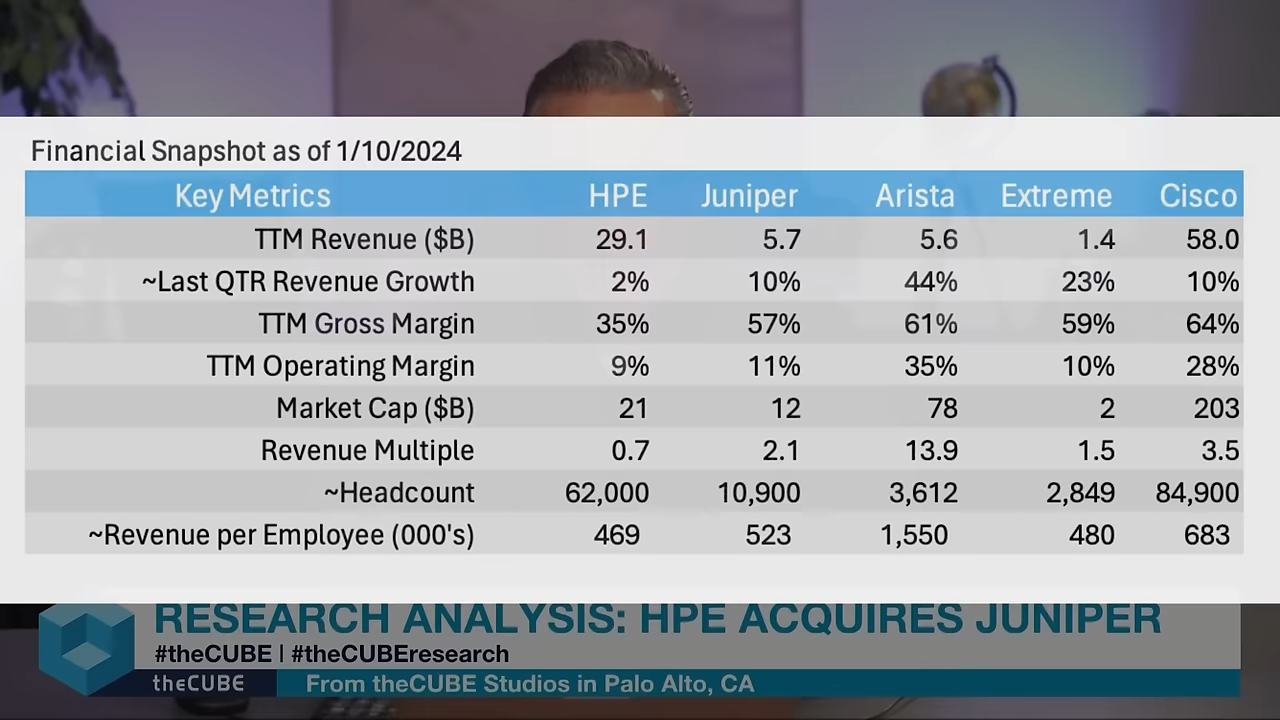 Financial Snapshot as of 1/10/2024
Key Metrics HPE Juniper Arista Extreme Cisco
TTM Revenue ($B) 29.1 5.7 5.6 1.4 58.0
~Last QTR Revenue Growth 2% 10% 44% 23% 10%
TTM Gross Margin 35% 57% 61% 59% 64%
TTM Operating Margin 9% 11% 35% 10% 28%
Market Cap ($B) 21 12 78 2 203
Revenue Multiple 0.7 2.1 13.9 1.5 3.5
~Headcount 62,000 10,900 3,612 2,849 84,900
~Revenue per Employee (000's) 469 523 1,550 480 683
RESEARCH ANALYSIS: HPE ACQUIRES JUNIPER
#theCUBE | #theCUBEresearch
theCUBE From theCUBE Studios in Palo Alto, CA